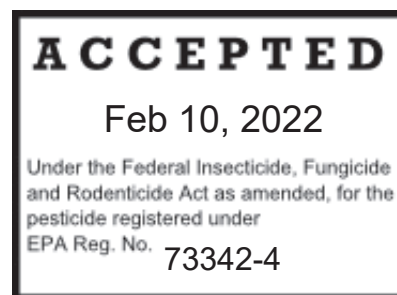 ACCEPTED
Feb 10, 2022
Under the Federal Insecticide, Fungicide
and Rodenticide Act as amended, for the
pesticide registered under
EPA Reg. No. 73342-4